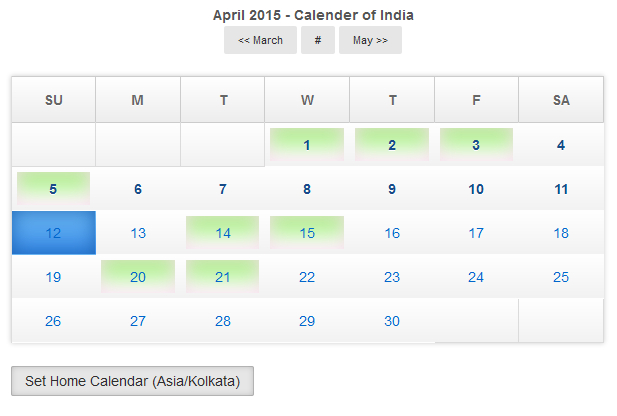 April 2015 - Calender of India
<< March # May >>
SU M T W T F SA
1 2 3 4
5 6 7 8 9 10 11
12 13 14 15 16 17 18
19 20 21 22 23 24 25
26 27 28 29 30
Set Home Calendar (Asia/Kolkata)